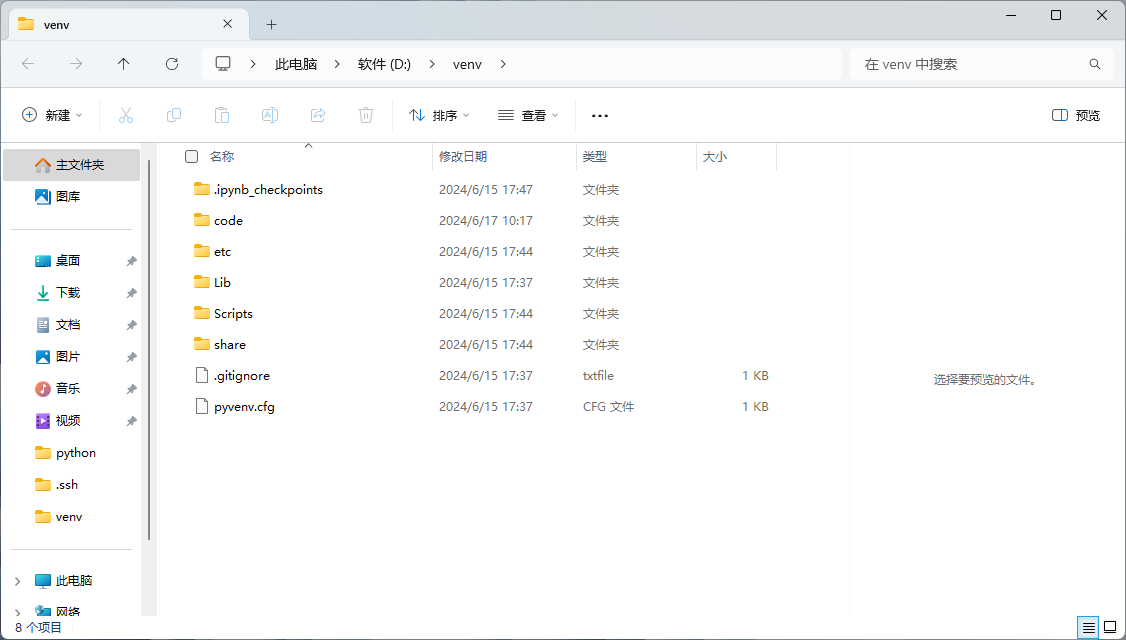 venv
此电脑
软件 (D:)
venv
在 venv 中搜索
新建
排序
查看
预览
主文件夹
图库
桌面
下载
文档
图片
音乐
视频
python
.ssh
venv
此电脑
网络
名称 修改日期 类型 大小
.ipynb_checkpoints 2024/6/15 17:47 文件夹
code 2024/6/17 10:17 文件夹
etc 2024/6/15 17:44 文件夹
Lib 2024/6/15 17:37 文件夹
Scripts 2024/6/15 17:44 文件夹
share 2024/6/15 17:44 文件夹
.gitignore 2024/6/15 17:37 txtfile 1 KB
pyvenv.cfg 2024/6/15 17:37 CFG 文件 1 KB
选择要预览的文件。
8 个项目